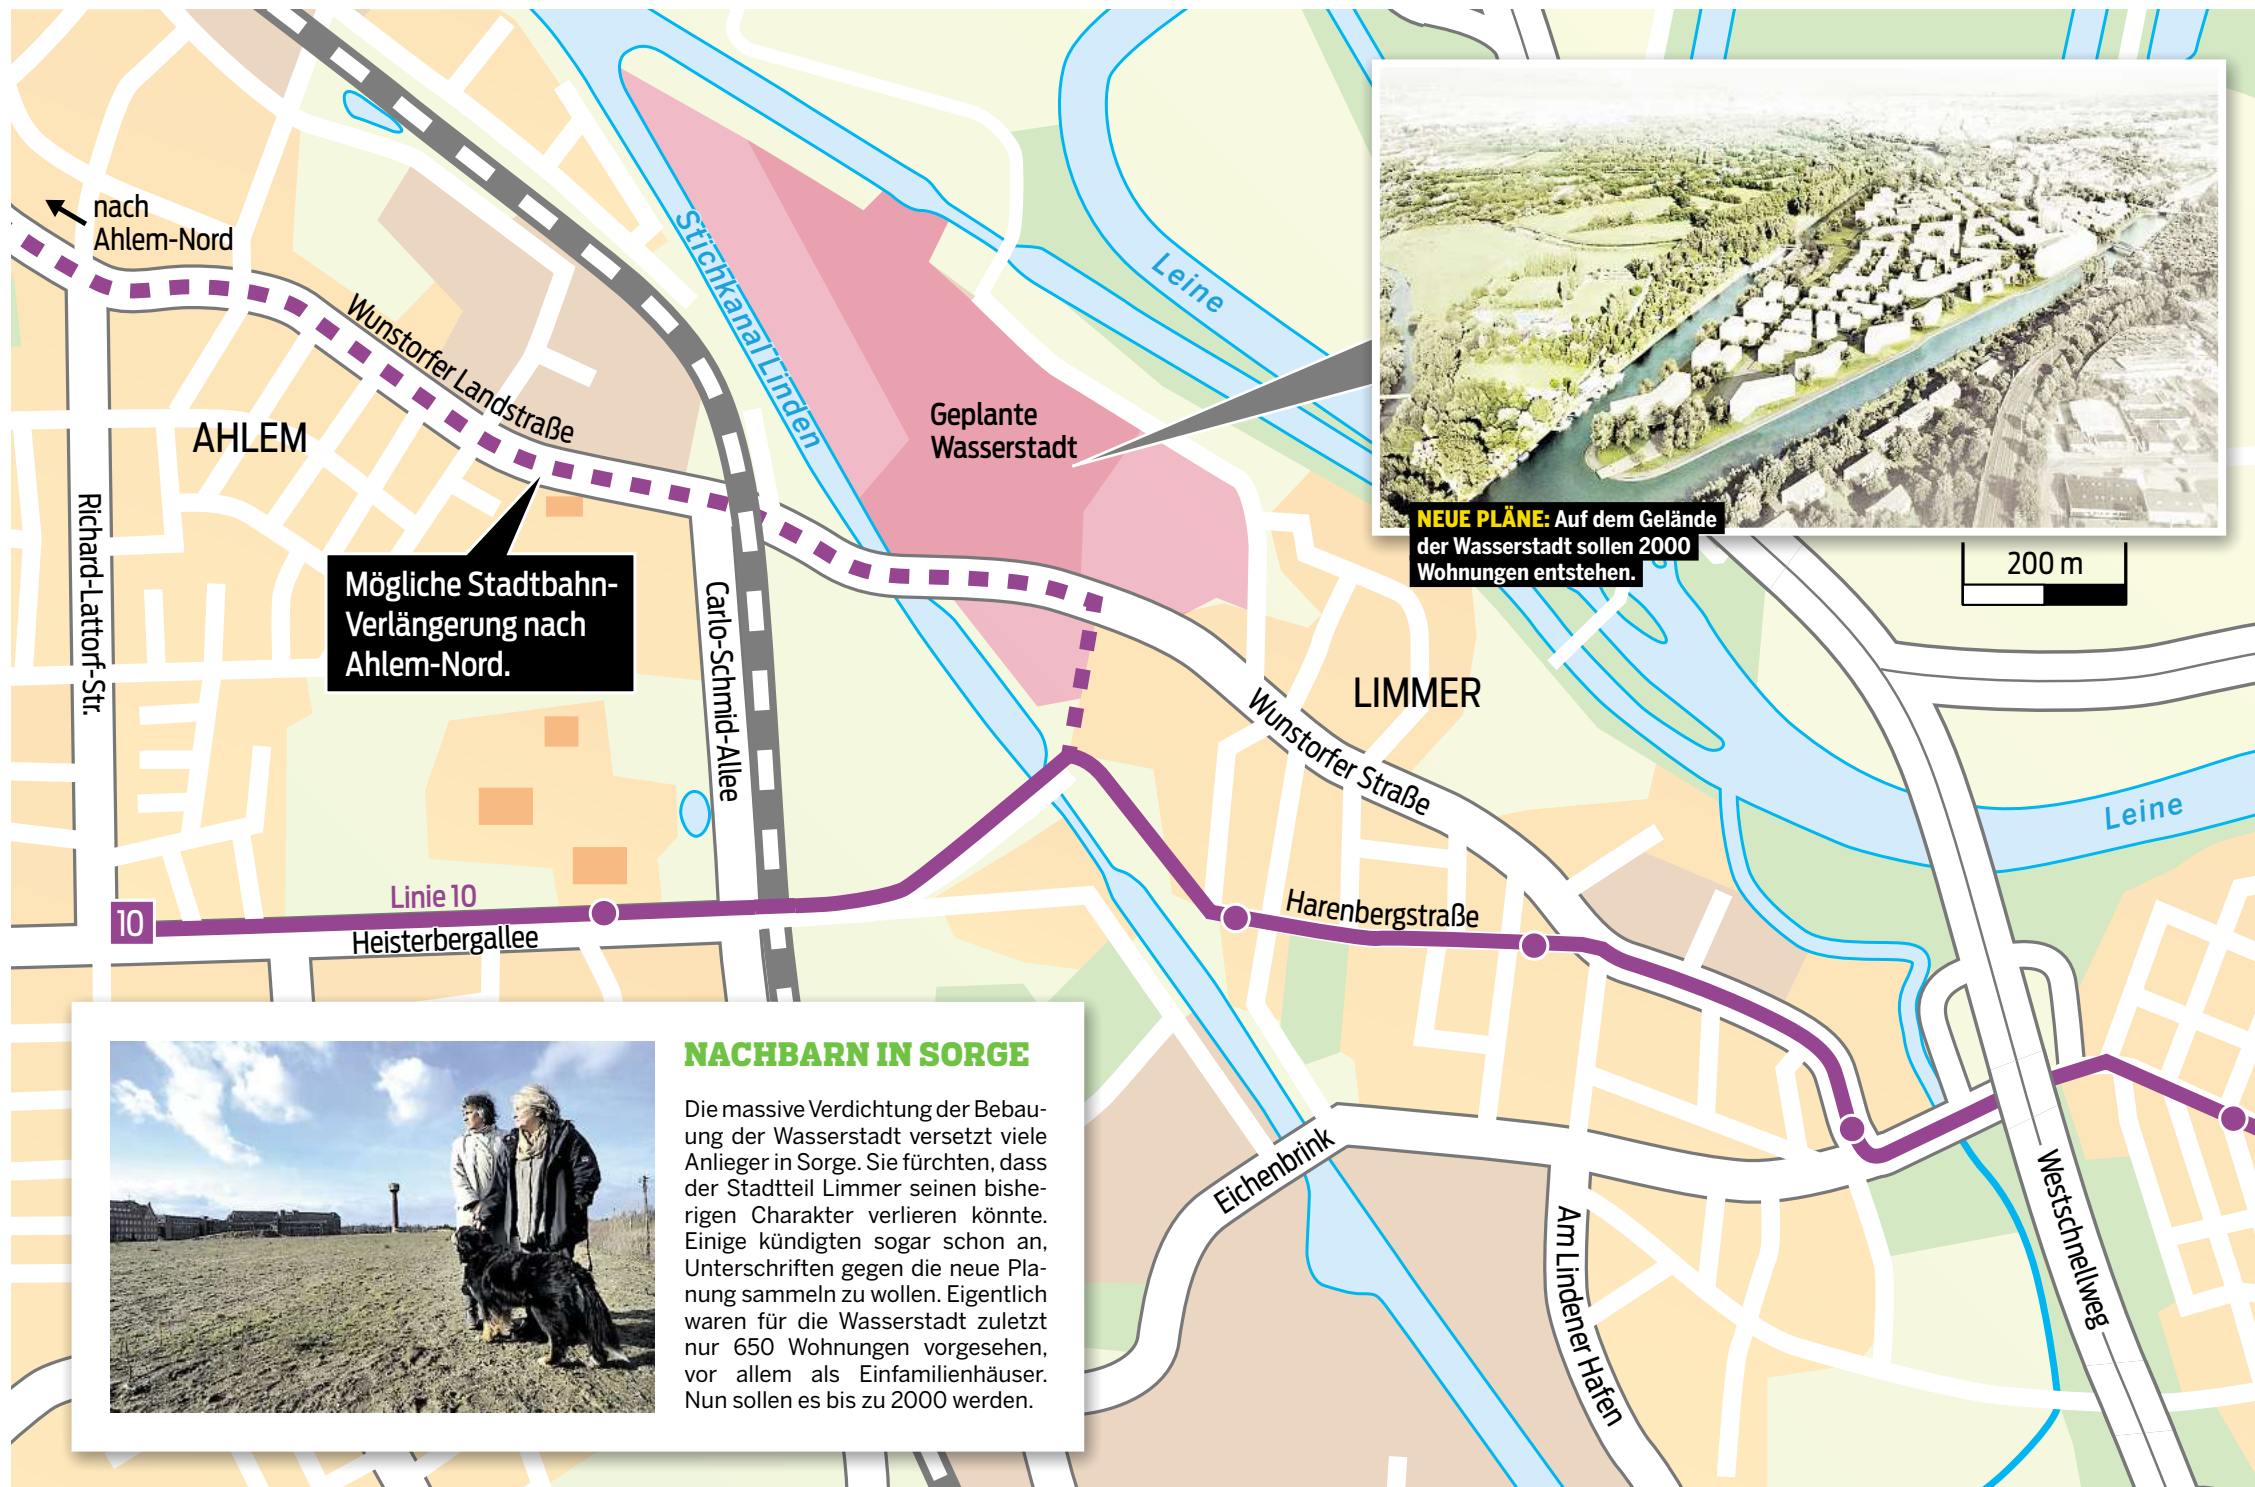 nach
Ahlem-Nord
Stichkanal Linden
Leine
Wunstorfer Landstraße
AHLEM
Geplante
Wasserstadt
Richard-Lattorf-Str.
Mögliche Stadtbahn-
Verlängerung nach
Ahlem-Nord.
Carlo-Schmid-Allee
NEUE PLÄNE: Auf dem Gelände
der Wasserstadt sollen 2000
Wohnungen entstehen.
200 m
LIMMER
Wunstorfer Straße
Leine
Linie 10
10
Heisterbergallee
Harenbergstraße
Eichenbrink
Am Lindener Hafen
Westschnellweg
NACHBARN IN SORGE
Die massive Verdichtung der Bebau-
ung der Wasserstadt versetzt viele
Anlieger in Sorge. Sie fürchten, dass
der Stadtteil Limmer seinen bishe-
rigen Charakter verlieren könnte.
Einige kündigten sogar schon an,
Unterschriften gegen die neue Pla-
nung sammeln zu wollen. Eigentlich
waren für die Wasserstadt zuletzt
nur 650 Wohnungen vorgesehen,
vor allem als Einfamilienhäuser.
Nun sollen es bis zu 2000 werden.